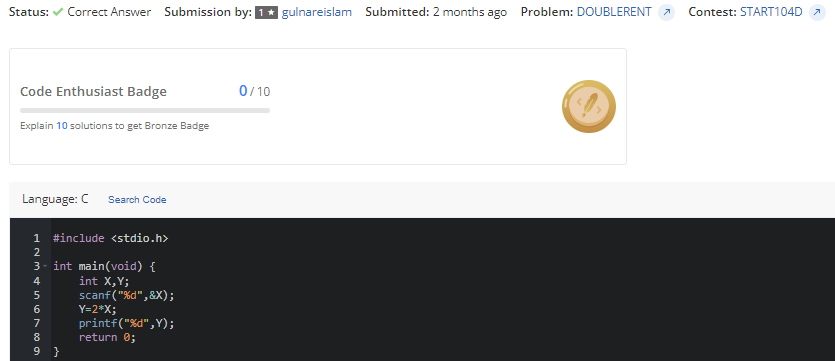 Status: ✓ Correct Answer Submission by: 1★ gulnareislam Submitted: 2 months ago Problem: DOUBLERENT Contest: START104D
Code Enthusiast Badge 0 / 10
Explain 10 solutions to get Bronze Badge
Language: C Search Code
1 #include <stdio.h>
2
3 int main(void) {
4     int X,Y;
5     scanf("%d",&X);
6     Y=2*X;
7     printf("%d",Y);
8     return 0;
9 }